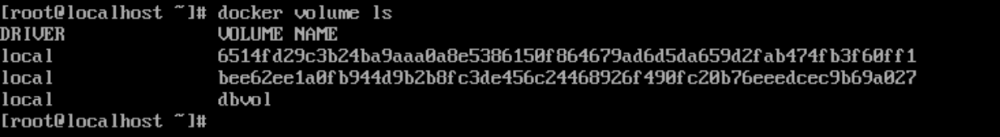 [root@localhost ~]# docker volume ls
DRIVER VOLUME NAME
local 6514fd29c3b24ba9aaa0a8e5386150f864679ad6d5da659d2fab474fb3f60ff1
local bee62ee1a0fb944d9b2b8fc3de456c24468926f490fc20b76eeedcec9b69a027
local dbvol
[root@localhost ~]#